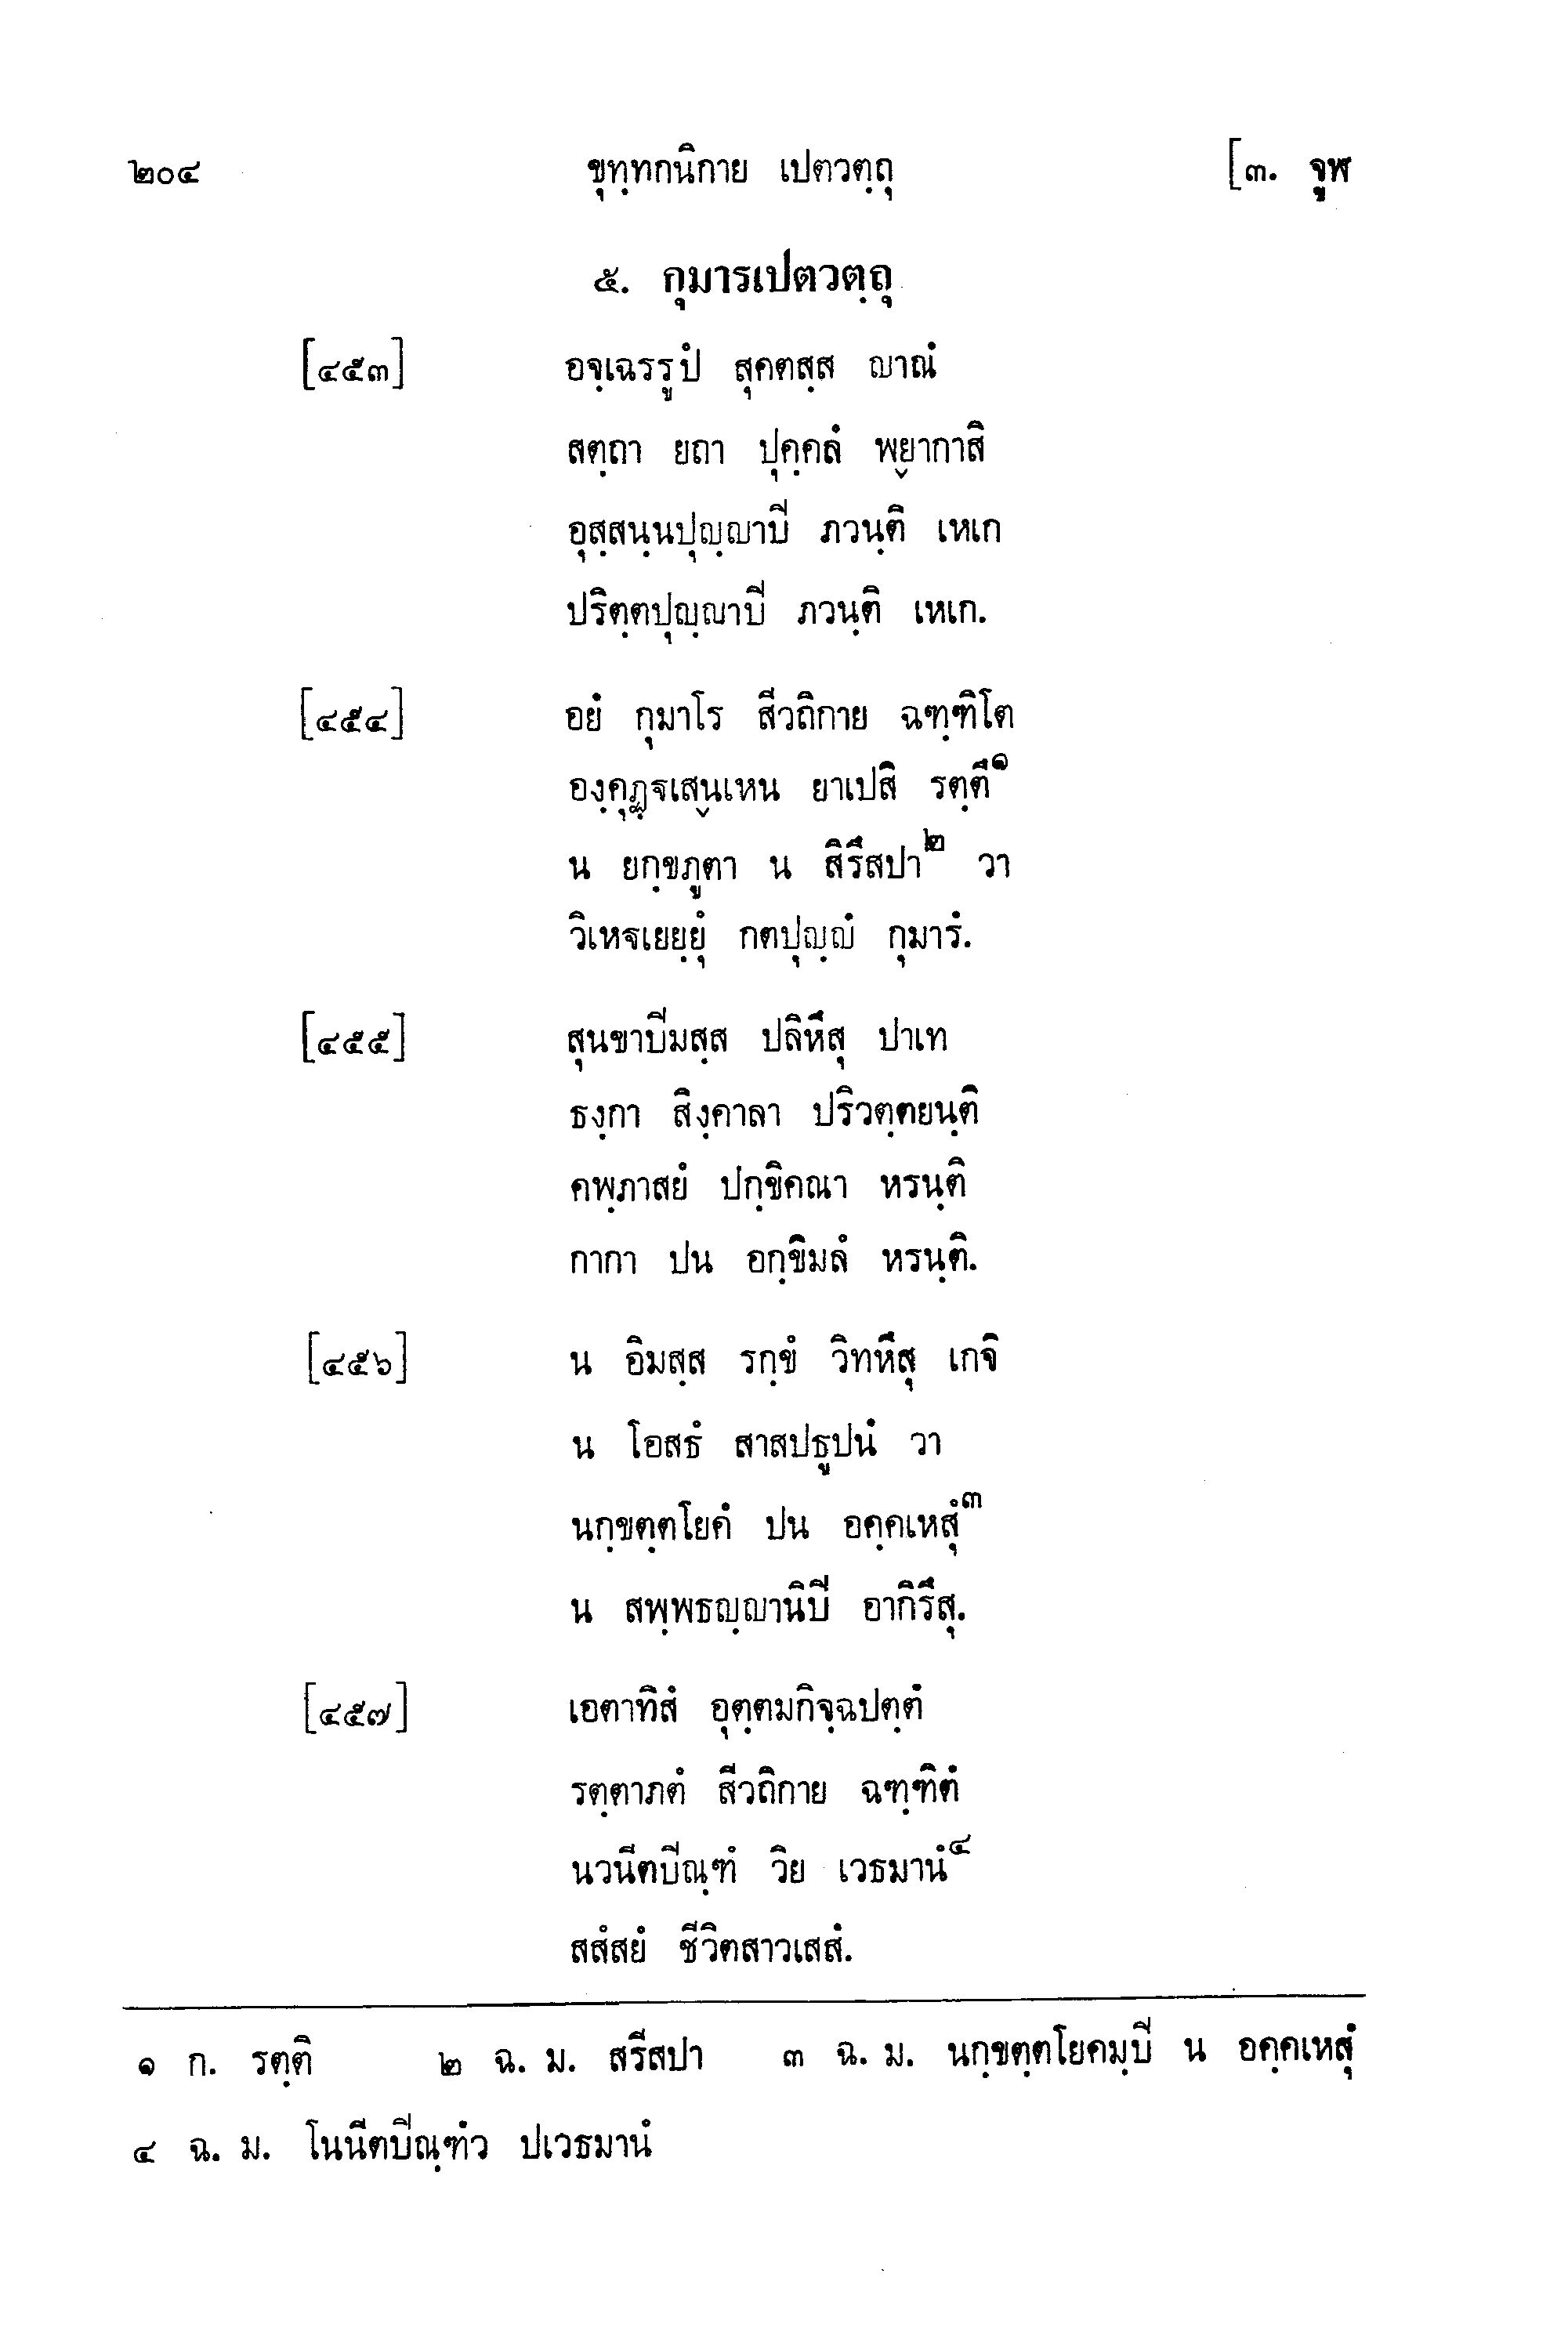 ๒๐๔ ขุทฺทกนิกาย เปตวตฺถุ [๓. จูฬ
๕. กุมารเปตวตฺถุ
[๔๕๓] อจฺเฉรรูปํ สุคตสฺส ญาณํ
สตฺถา ยถา ปุคฺคลํ พฺยากาสิ
อุสฺสนฺนปุญฺญาปิ ภวนฺติ เหเก
ปริตฺตปุญฺญาปิ ภวนฺติ เหเก.
[๔๕๔] อยํ กุมาโร สีวถิกาย ฉฑฺฑิโต
องฺคุฏฺฐเสฺนเหน ยาเปสิ รตฺตึ๑
น ยกฺขภูตา น สิรึสปา๒ วา
วิเหฐเยยฺยุํ กตปุญฺญํ กุมารํ.
[๔๕๕] สุนขาปิมสฺส ปลิหึสุ ปาเท
ธงฺกา สิงฺคาลา ปริวตฺตยนฺติ
คพฺภาสยํ ปกฺขิคณา หรนฺติ
กากา ปน อกฺขิมลํ หรนฺติ.
[๔๕๖] น อิมสฺส รกฺขํ วิทหึสุ เกจิ
น โอสธํ สาสปธูปนํ วา
นกฺขตฺตโยคํ ปน อคฺคเหสุํ๓
น สพฺพธญฺญานิปิ อากิรึสุ.
[๔๕๗] เอตาทิสํ อุตฺตมกิจฺฉปตฺตํ
รตฺตาภตํ สีวถิกาย ฉฑฺฑิตํ
นวนีตปิณฺฑํ วิย เวธมานํ๔
สสํสยํ ชีวิตสาวเสสํ.
๑ ก. รตฺติ ๒ ฉ. ม. สรีสปา ๓ ฉ. ม. นกฺขตฺตโยคมฺปิ น อคฺคเหสุํ
๔ ฉ. ม. โนนีตปิณฺฑํว ปเวธมานํ